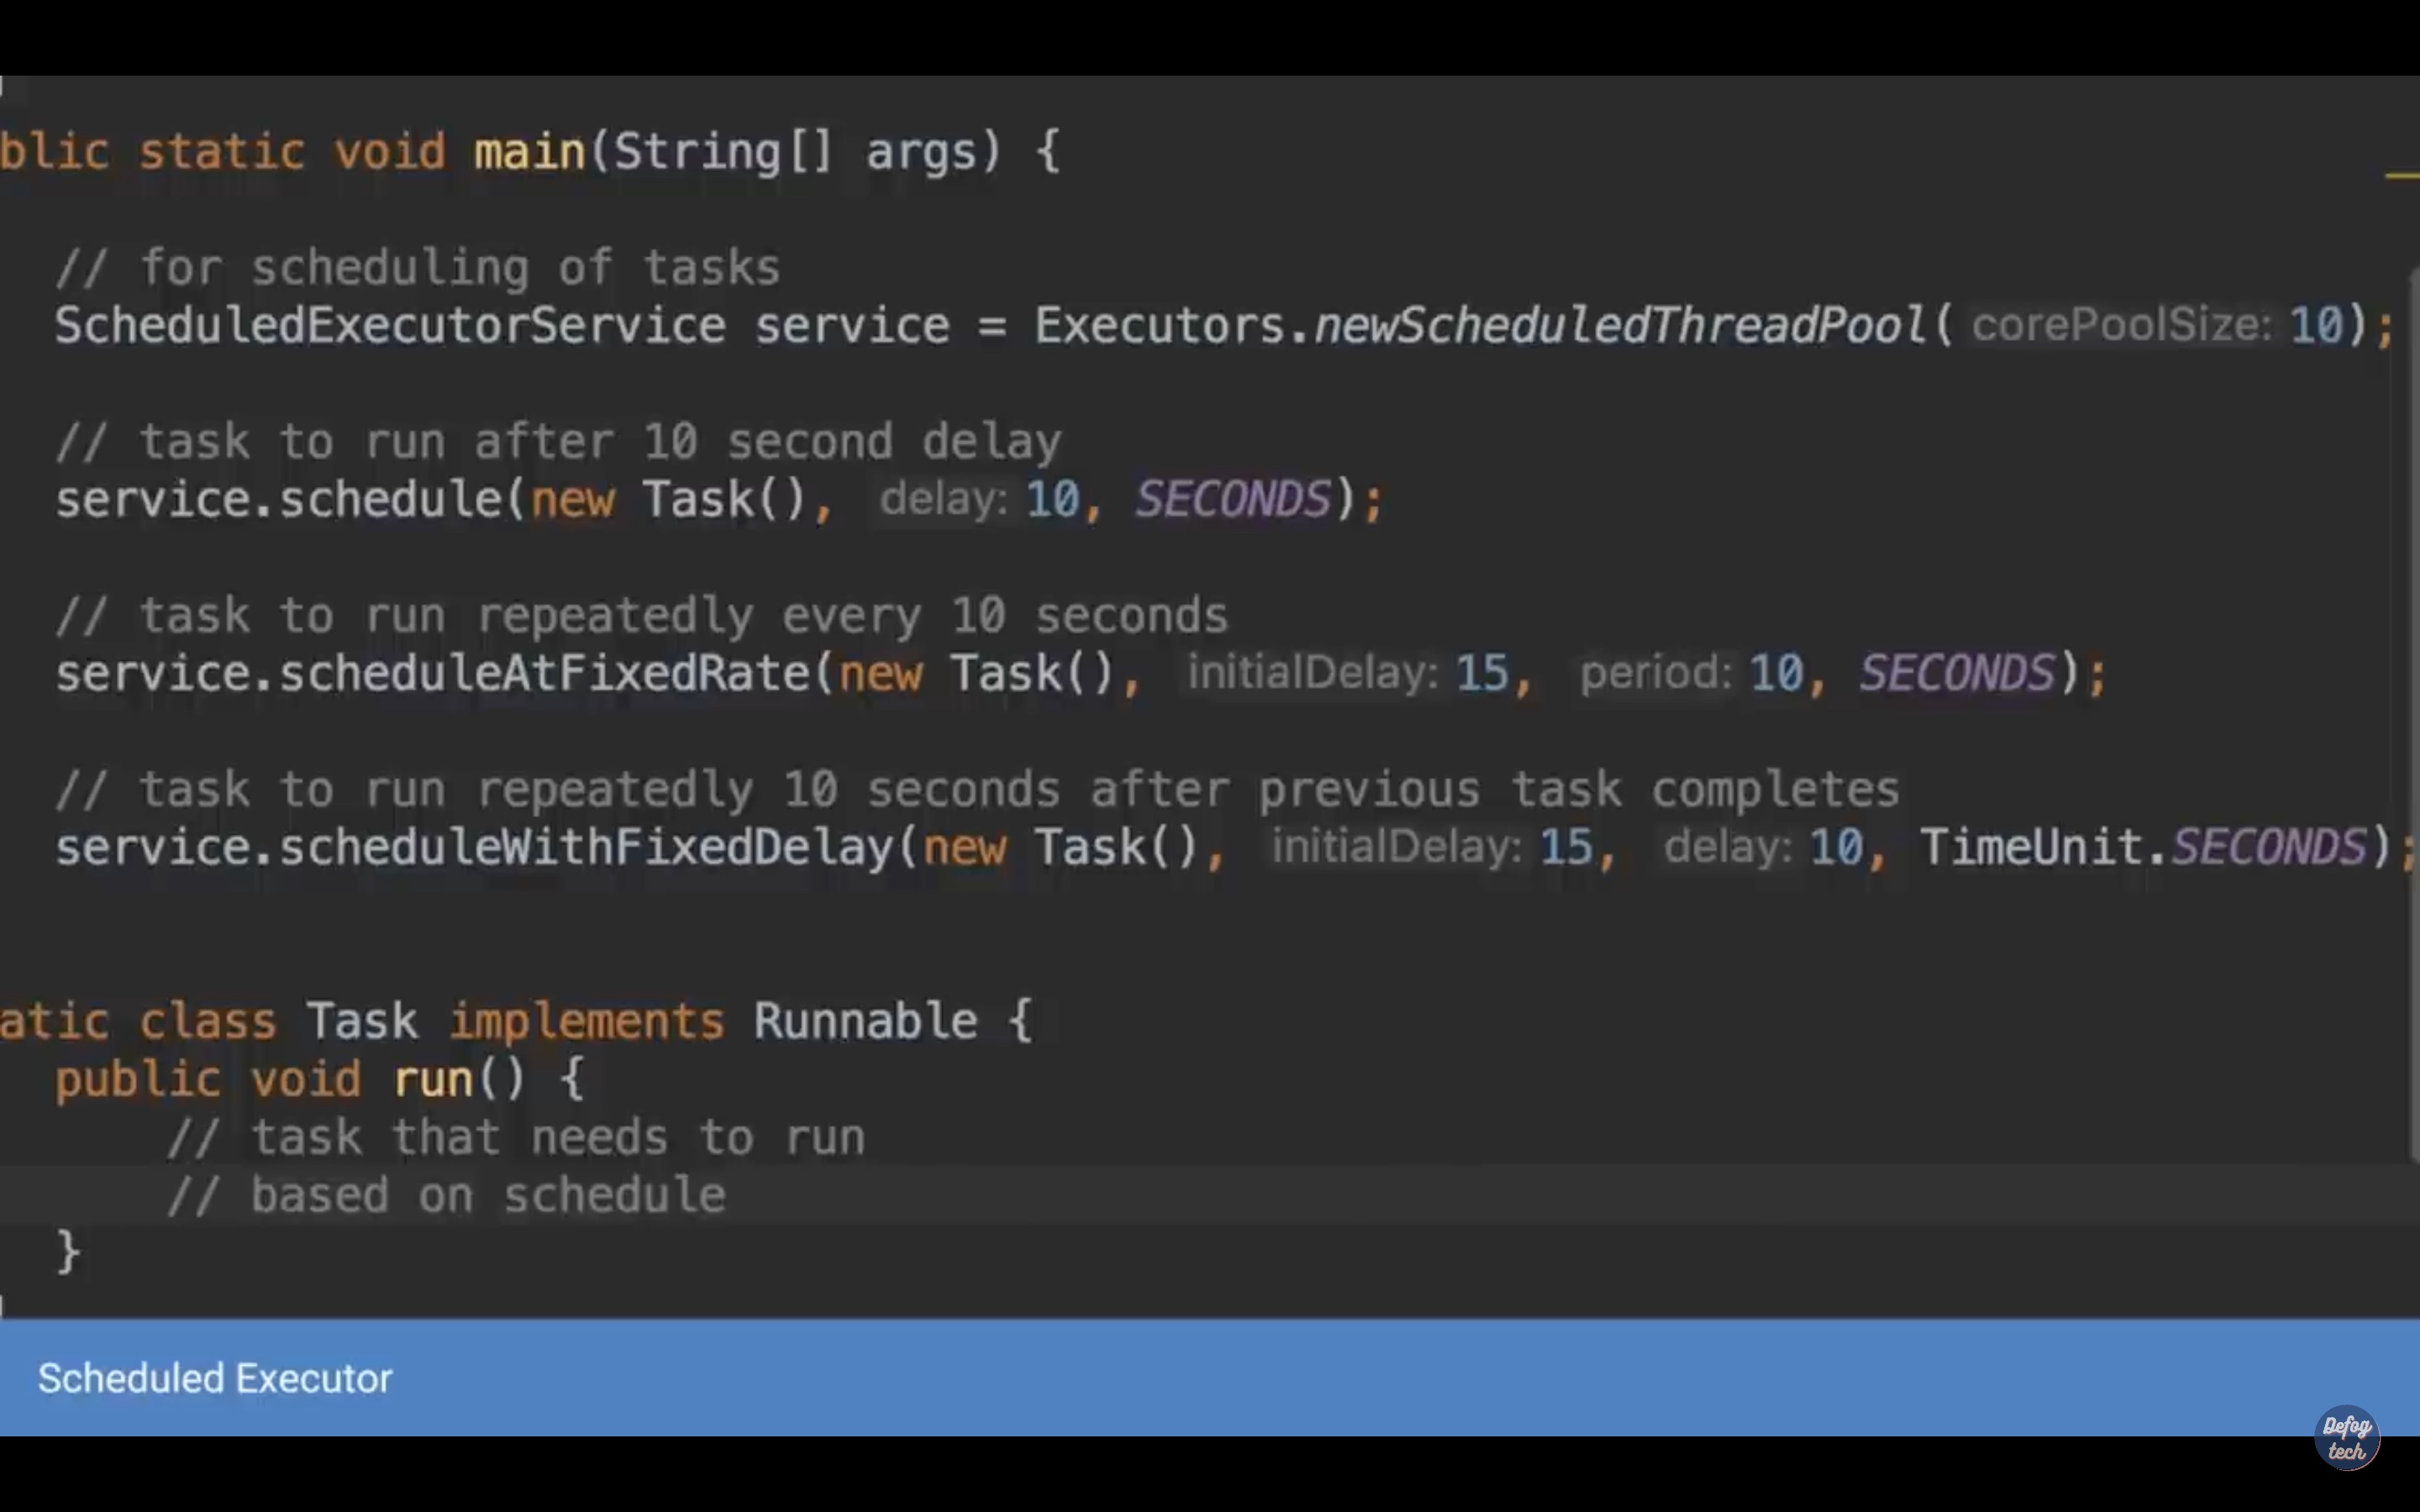 blic static void main(String[] args) {
// for scheduling of tasks
ScheduledExecutorService service = Executors.newScheduledThreadPool( corePoolSize: 10);
// task to run after 10 second delay
service.schedule(new Task(), delay: 10, SECONDS);
// task to run repeatedly every 10 seconds
service.scheduleAtFixedRate(new Task(), initialDelay: 15, period: 10, SECONDS);
// task to run repeatedly 10 seconds after previous task completes
service.scheduleWithFixedDelay(new Task(), initialDelay: 15, delay: 10, TimeUnit.SECONDS);
atic class Task implements Runnable {
public void run() {
// task that needs to run
// based on schedule
}
Scheduled Executor
Defog
tech